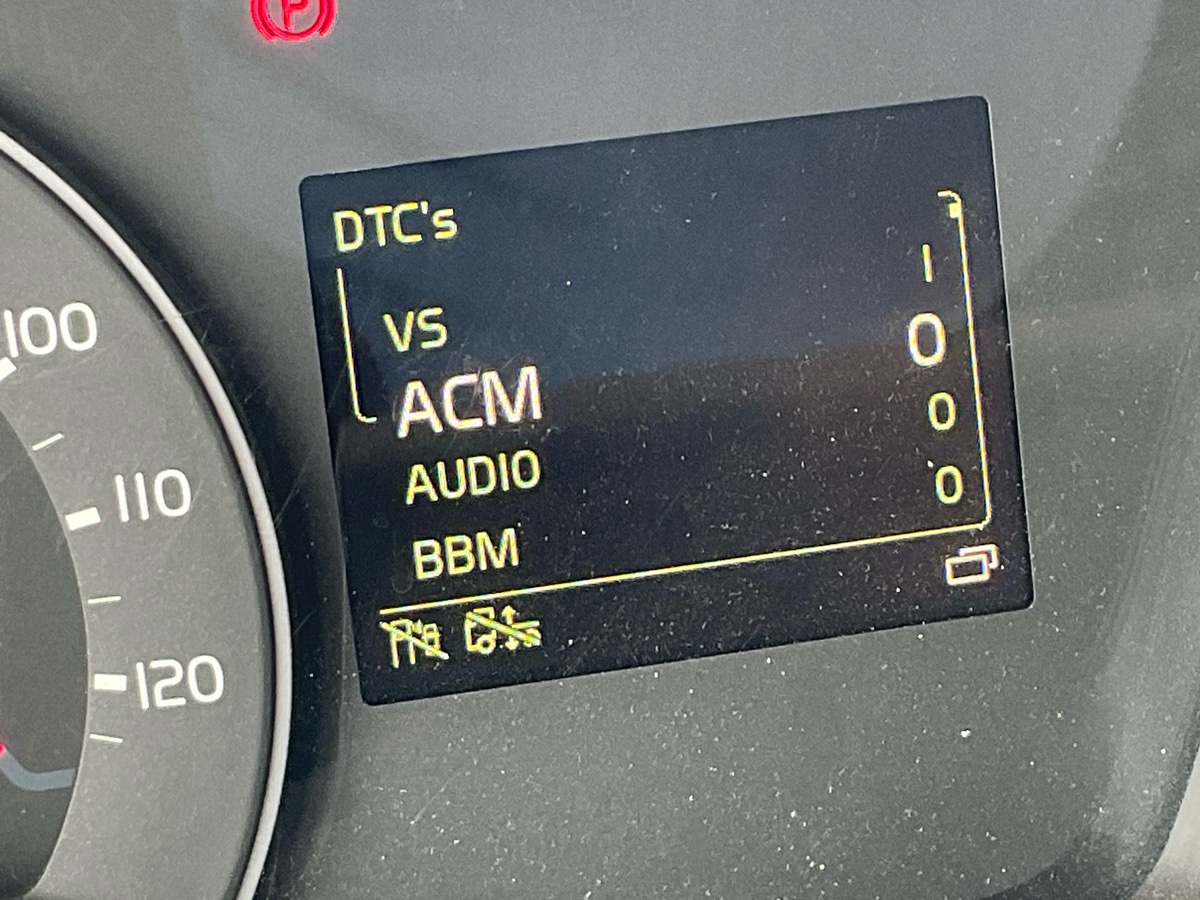 P
DTC's
VS 1
ACM 0
AUDIO 0
BBM 0
100
110
120